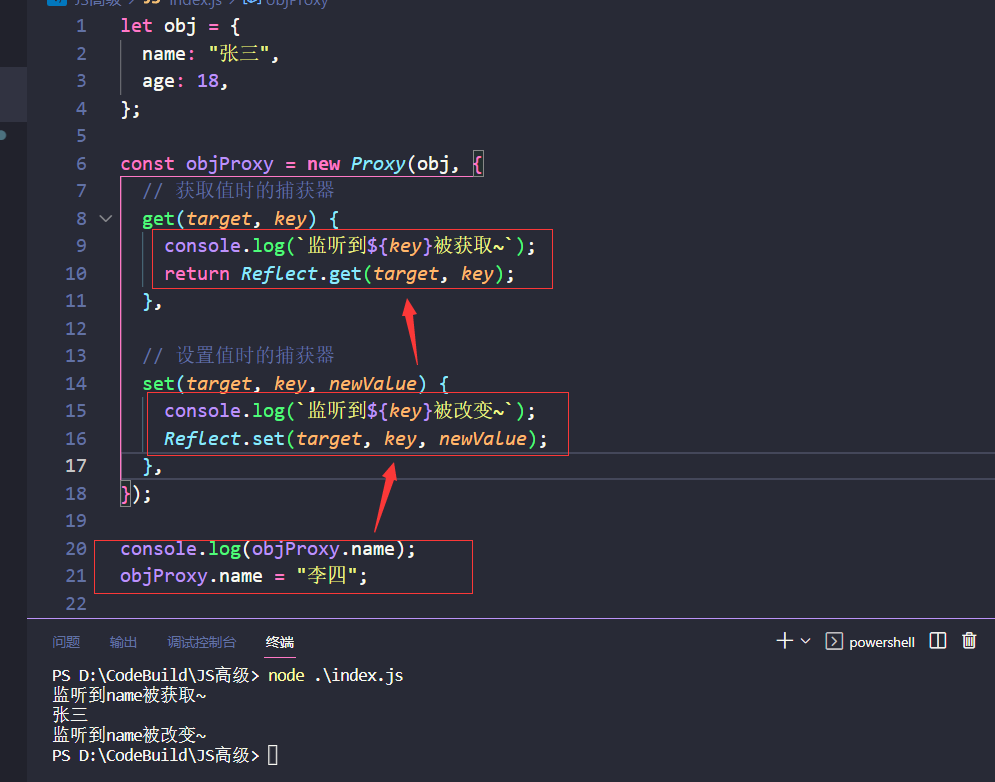 JS高级 > JS index.js > objProxy
1 let obj = {
2   name: "张三",
3   age: 18,
4 };
5
6 const objProxy = new Proxy(obj, {
7   // 获取值时的捕获器
8   get(target, key) {
9     console.log(`监听到${key}被获取~`);
10     return Reflect.get(target, key);
11   },
12
13   // 设置值时的捕获器
14   set(target, key, newValue) {
15     console.log(`监听到${key}被改变~`);
16     Reflect.set(target, key, newValue);
17   },
18 });
19
20 console.log(objProxy.name);
21 objProxy.name = "李四";
22
问题 输出 调试控制台 终端 powershell
PS D:\CodeBuild\JS高级> node .\index.js
监听到name被获取~
张三
监听到name被改变~
PS D:\CodeBuild\JS高级>